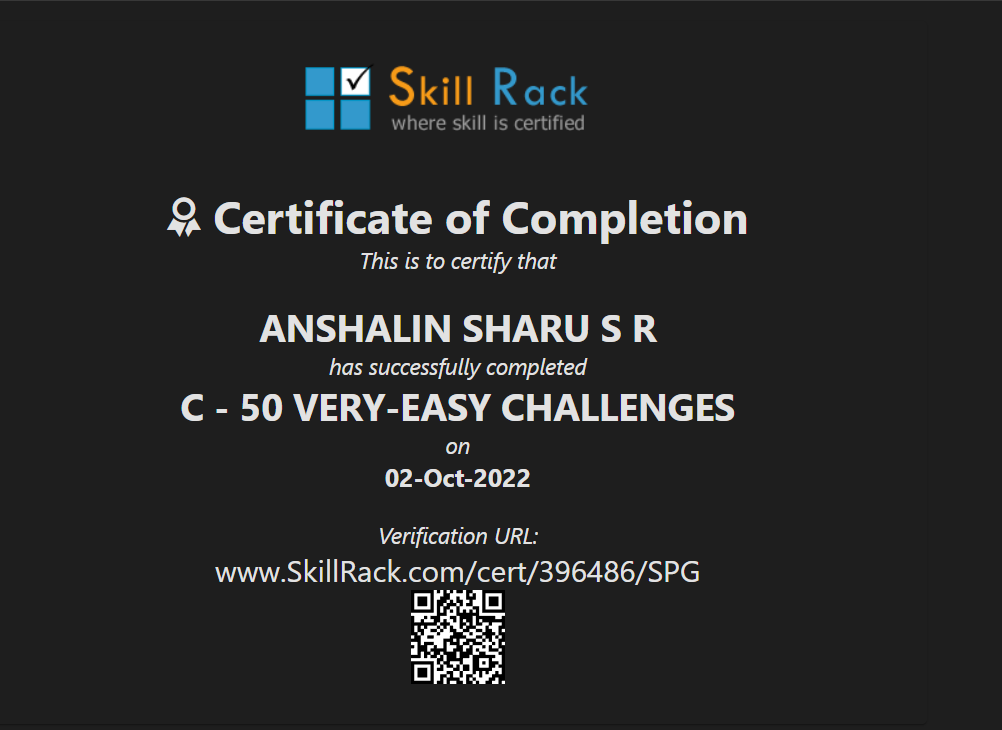 Skill Rack
where skill is certified
Certificate of Completion
This is to certify that
ANSHALIN SHARU S R
has successfully completed
C - 50 VERY-EASY CHALLENGES
on
02-Oct-2022
Verification URL:
www.SkillRack.com/cert/396486/SPG